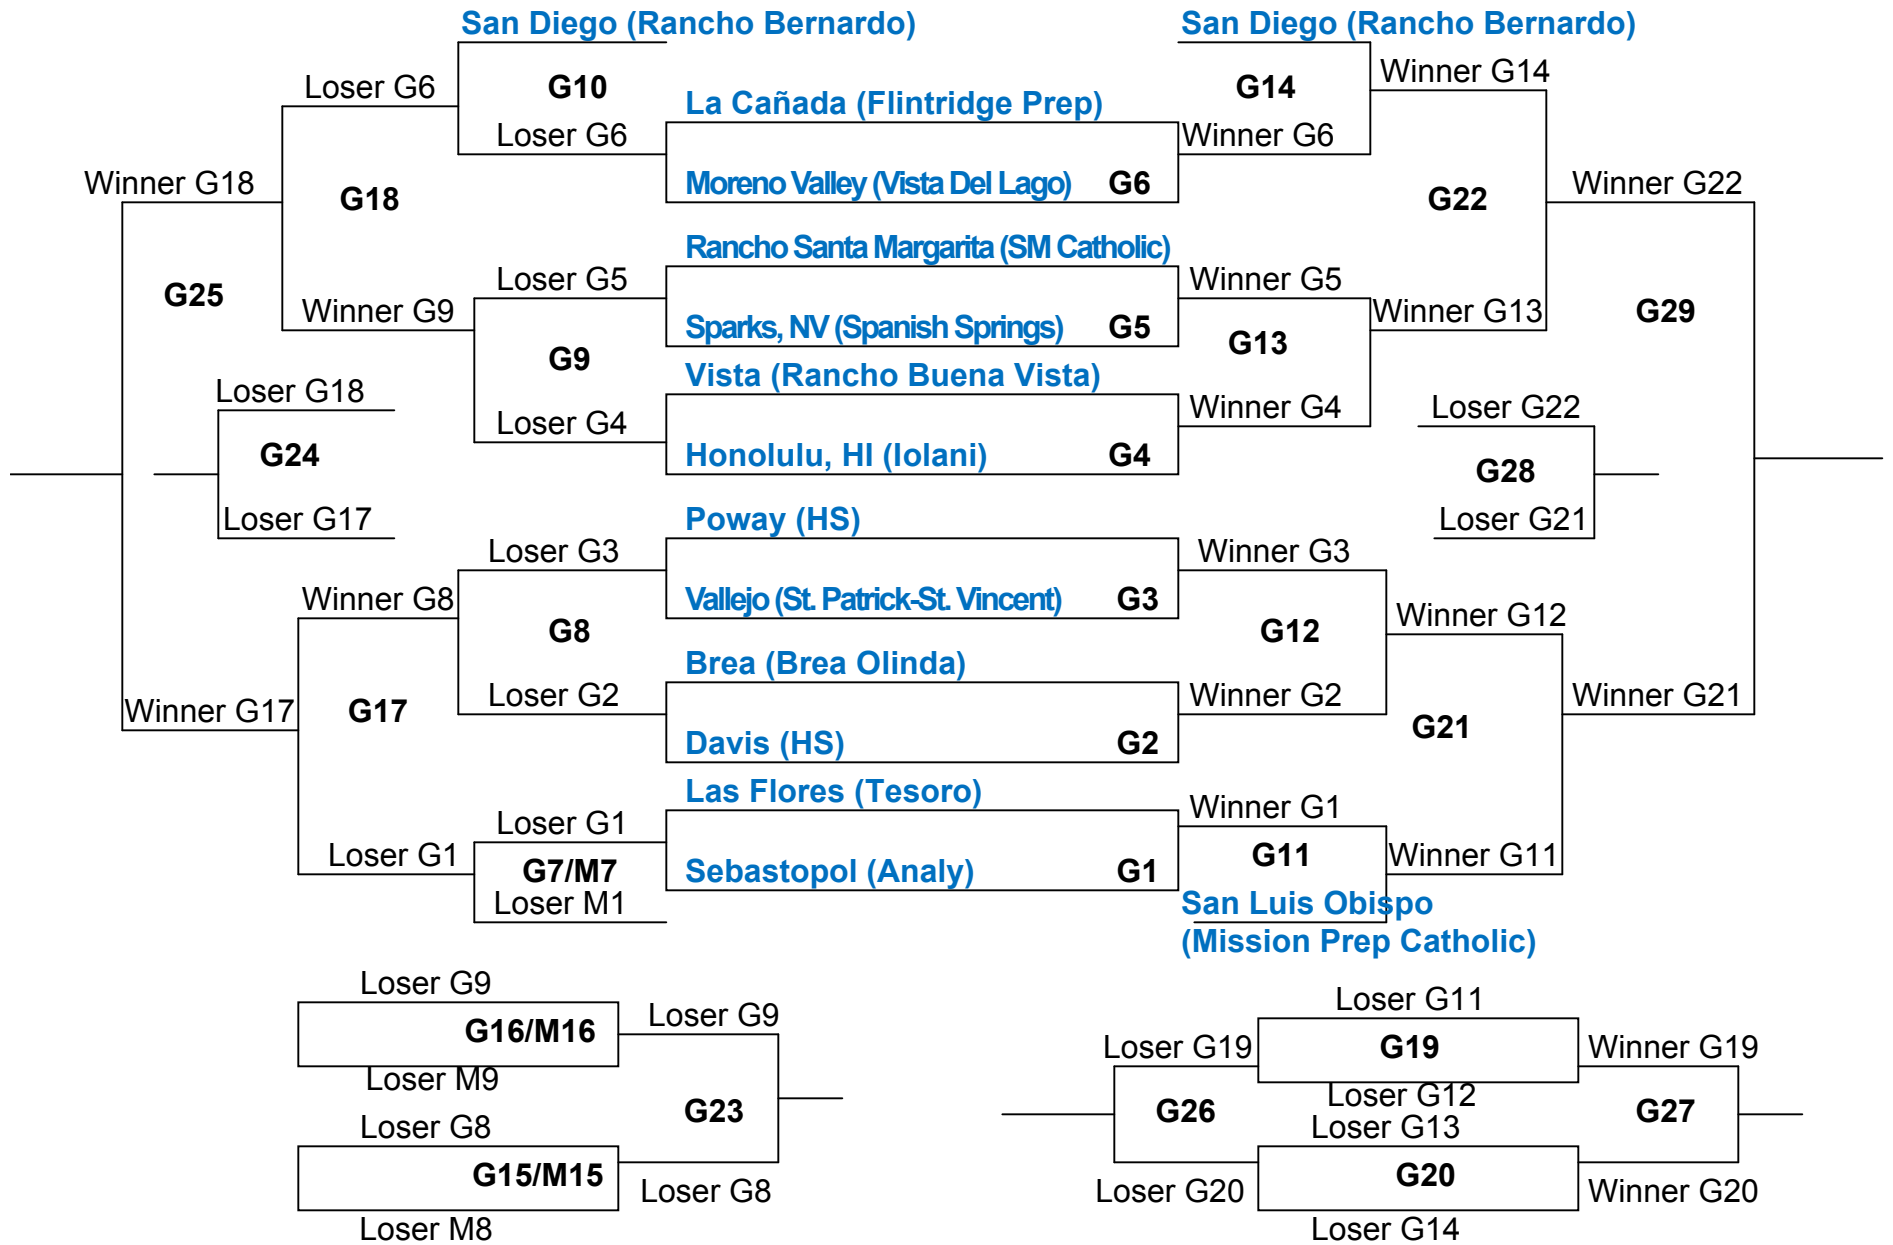 San Diego (Rancho Bernardo)
San Diego (Rancho Bernardo)
Loser G6
G10
La Cañada (Flintridge Prep)
G14
Winner G14
Loser G6
Winner G6
Winner G18
G18
Moreno Valley (Vista Del Lago)
G6
G22
Winner G22
Rancho Santa Margarita (SM Catholic)
G25
Loser G5
Winner G5
G29
Winner G9
Sparks, NV (Spanish Springs)
G5
G13
Winner G13
G9
Vista (Rancho Buena Vista)
Loser G18
Loser G4
Winner G4
Loser G22
G24
Honolulu, HI (Iolani)
G4
G28
Loser G17
Poway (HS)
Loser G21
Loser G3
Winner G3
Winner G8
Vallejo (St. Patrick-St. Vincent)
G3
Winner G12
G8
G12
Brea (Brea Olinda)
Winner G17
G17
Loser G2
Winner G2
G21
Winner G21
Davis (HS)
G2
Las Flores (Tesoro)
Loser G1
Winner G1
Loser G1
G7/M7
Sebastopol (Analy)
G1
G11
Winner G11
Loser M1
San Luis Obispo
(Mission Prep Catholic)
Loser G9
Loser G11
G16/M16
Loser G9
Loser G19
G19
Winner G19
Loser M9
Loser G12
G23
G26
G27
Loser G8
Loser G13
G15/M15
Loser G8
Loser G20
G20
Winner G20
Loser M8
Loser G14